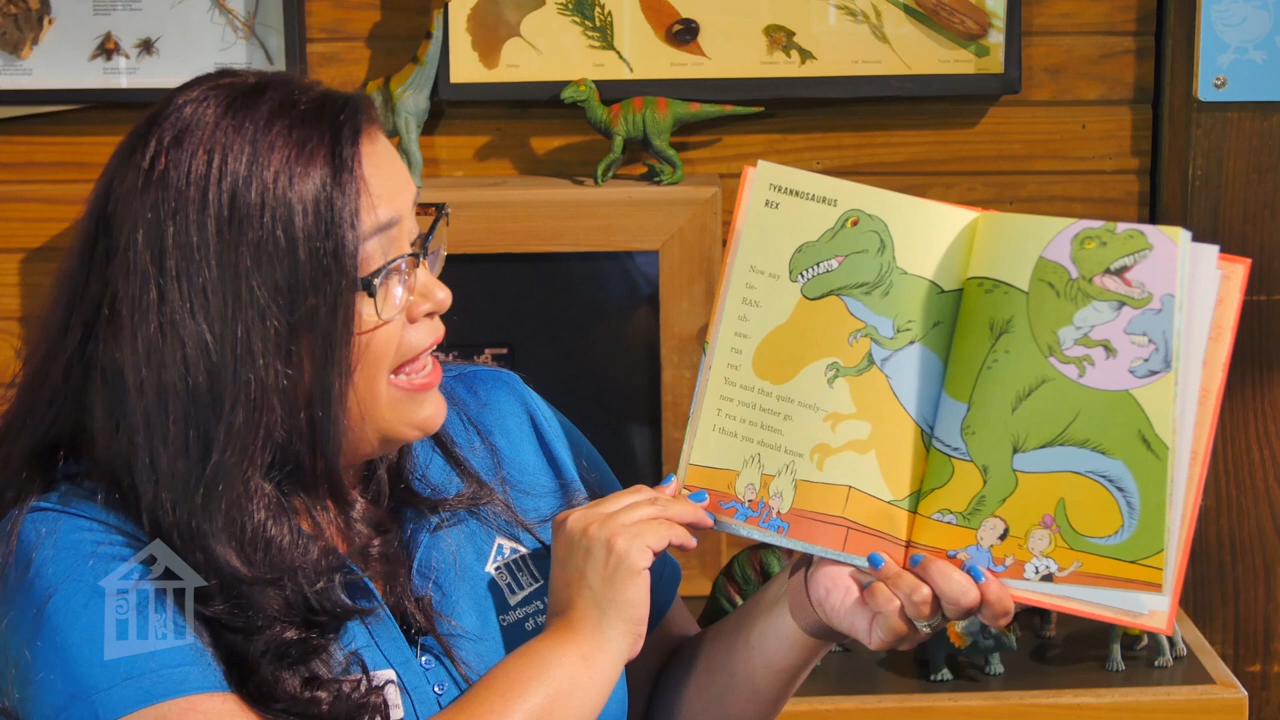 TYRANNOSAURUS
REX
Now say
tie-
RAN-
uh-
saw-
rus
rex!
You said that quite nicely—
now you'd better go.
T. rex is no kitten,
I think you should know.
Children's
of